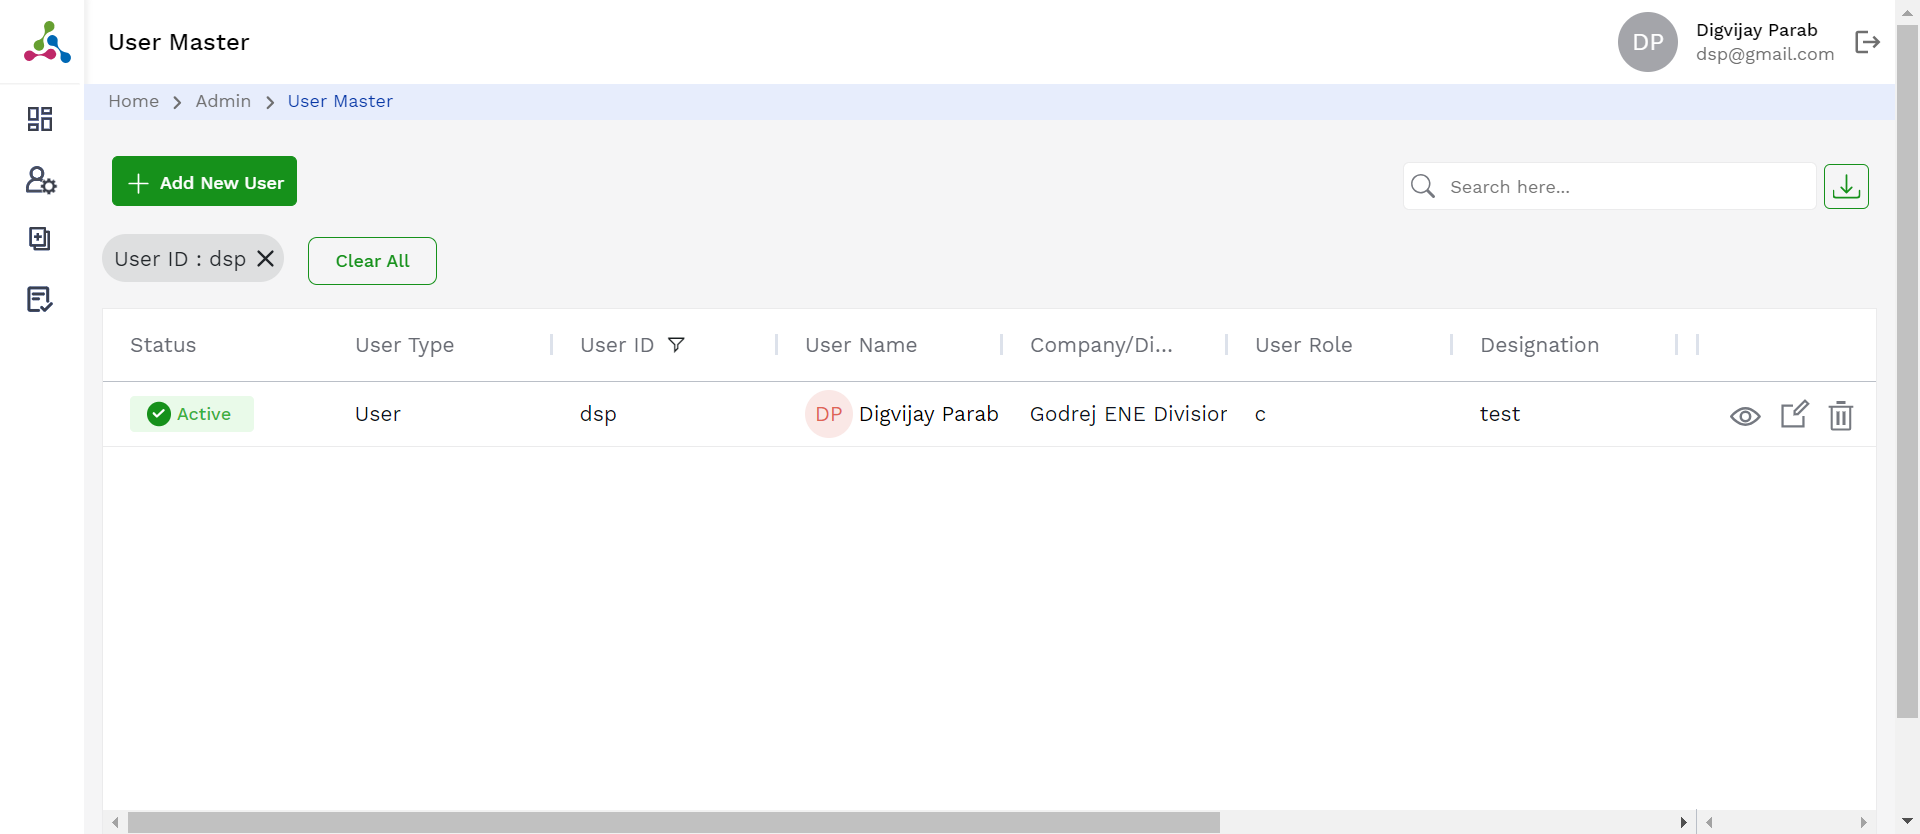 User Master
DP
Digvijay Parab
dsp@gmail.com
Home > Admin > User Master
Add New User
Search here...
User ID : dsp
Clear All
Status User Type User ID User Name Company/Di... User Role Designation
Active User dsp DP Digvijay Parab Godrej ENE Division c test